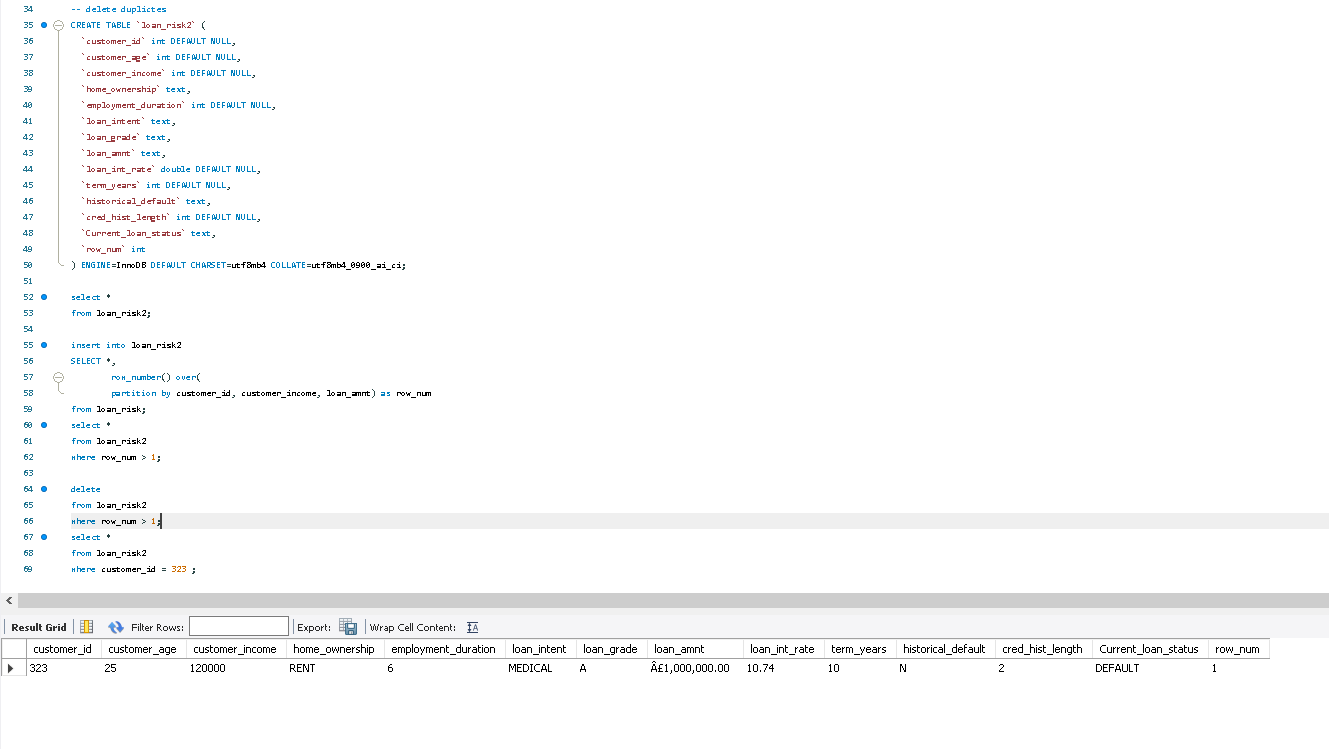 34 -- delete duplictes
35 CREATE TABLE `loan_risk2` (
36 `customer_id` int DEFAULT NULL,
37 `customer_age` int DEFAULT NULL,
38 `customer_income` int DEFAULT NULL,
39 `home_ownership` text,
40 `employment_duration` int DEFAULT NULL,
41 `loan_intent` text,
42 `loan_grade` text,
43 `loan_amnt` text,
44 `loan_int_rate` double DEFAULT NULL,
45 `term_years` int DEFAULT NULL,
46 `historical_default` text,
47 `cred_hist_length` int DEFAULT NULL,
48 `Current_loan_status` text,
49 `row_num` int
50 ) ENGINE=InnoDB DEFAULT CHARSET=utf8mb4 COLLATE=utf8mb4_0900_ai_ci;
51
52 select *
53 from loan_risk2;
54
55 insert into loan_risk2
56 SELECT *,
57 row_number() over(
58 partition by customer_id, customer_income, loan_amnt) as row_num
59 from loan_risk;
60 select *
61 from loan_risk2
62 where row_num > 1;
63
64 delete
65 from loan_risk2
66 where row_num > 1;
67 select *
68 from loan_risk2
69 where customer_id = 323 ;
Result Grid Filter Rows: Export: Wrap Cell Content:
customer_id customer_age customer_income home_ownership employment_duration loan_intent loan_grade loan_amnt loan_int_rate term_years historical_default cred_hist_length Current_loan_status row_num
323 25 120000 RENT 6 MEDICAL A Â£1,000,000.00 10.74 10 N 2 DEFAULT 1